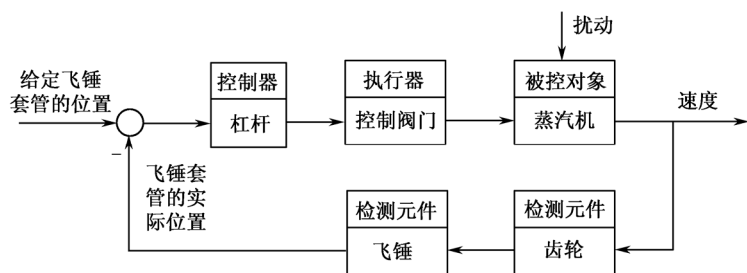 扰动
给定飞锤
套管的位置
控制器
杠杆
执行器
控制阀门
被控对象
蒸汽机
速度
−
飞锤套
管的实
际位置
检测元件
飞锤
检测元件
齿轮